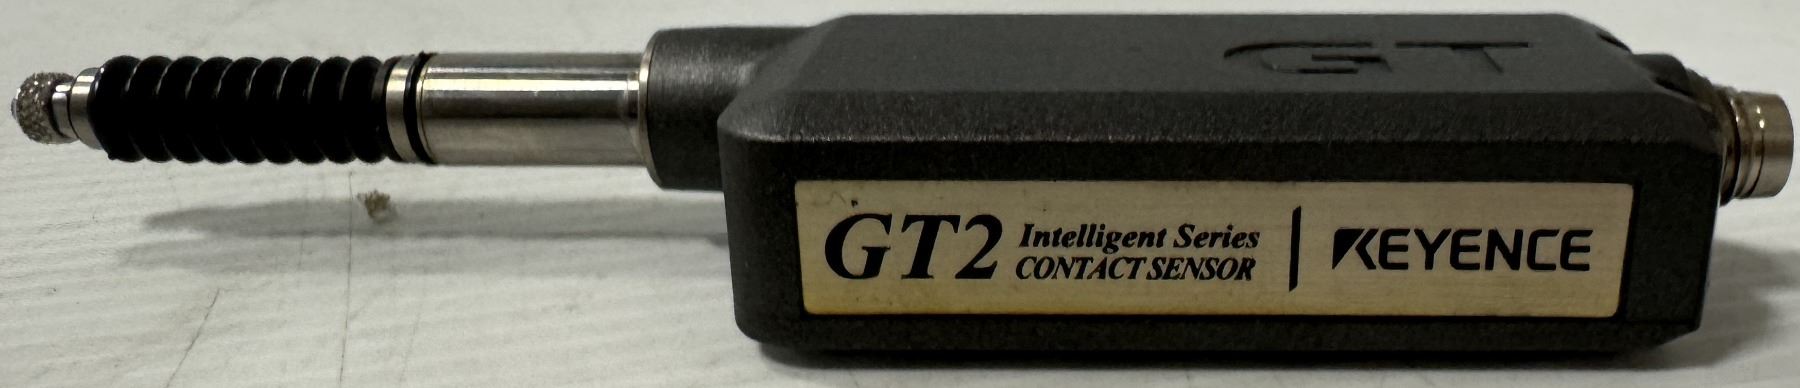 GT
GT2 Intelligent Series
CONTACT SENSOR
KEYENCE